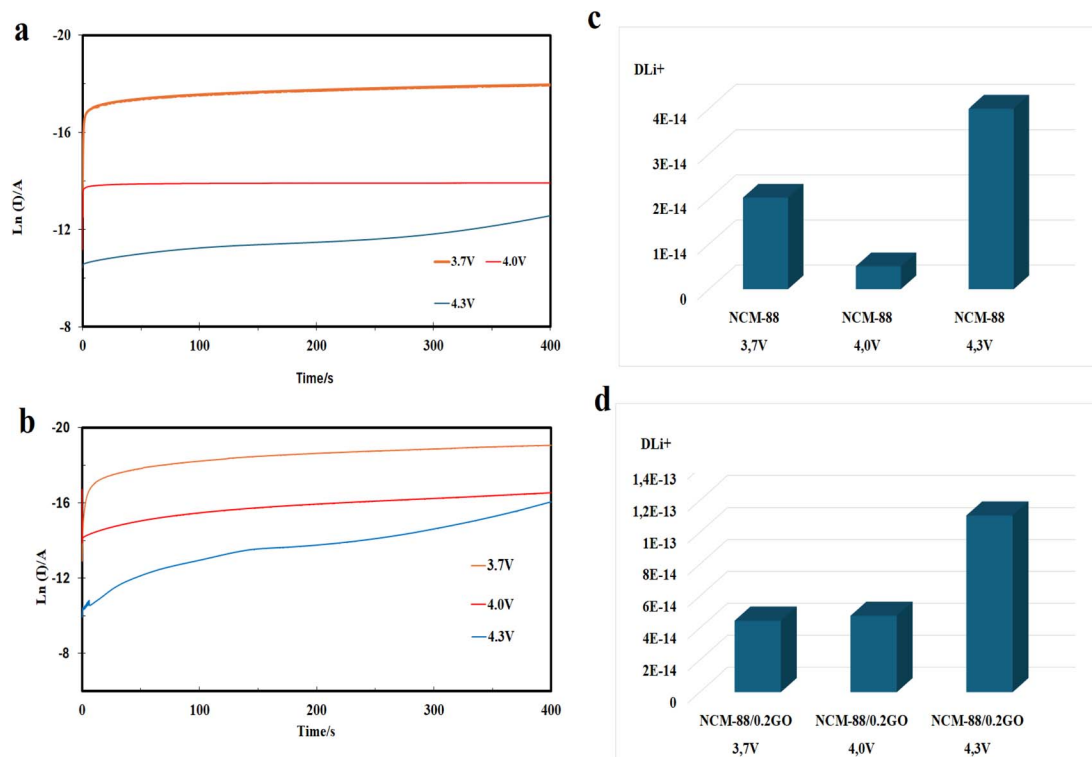 a
-20
-16
-12
-8
Ln (I)/A
0 100 200 300 400
Time/s
3.7V 4.0V
4.3V
b
-20
-16
-12
-8
Ln (I)/A
0 100 200 300 400
Time/s
3.7V
4.0V
4.3V
c
DLi+
4E-14
3E-14
2E-14
1E-14
0
NCM-88 NCM-88 NCM-88
3,7V 4,0V 4,3V
d
DLi+
1,4E-13
1,2E-13
1E-13
8E-14
6E-14
4E-14
2E-14
0
NCM-88/0.2GO NCM-88/0.2GO NCM-88/0.2GO
3,7V 4,0V 4,3V